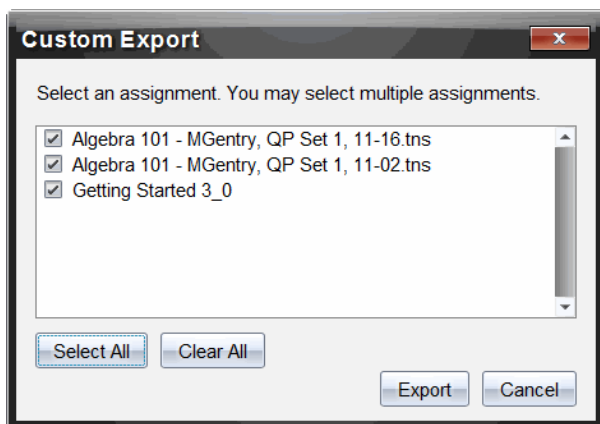 Custom Export
Select an assignment. You may select multiple assignments.
Algebra 101 - MGentry, QP Set 1, 11-16.tns
Algebra 101 - MGentry, QP Set 1, 11-02.tns
Getting Started 3_0
Select All Clear All
Export Cancel